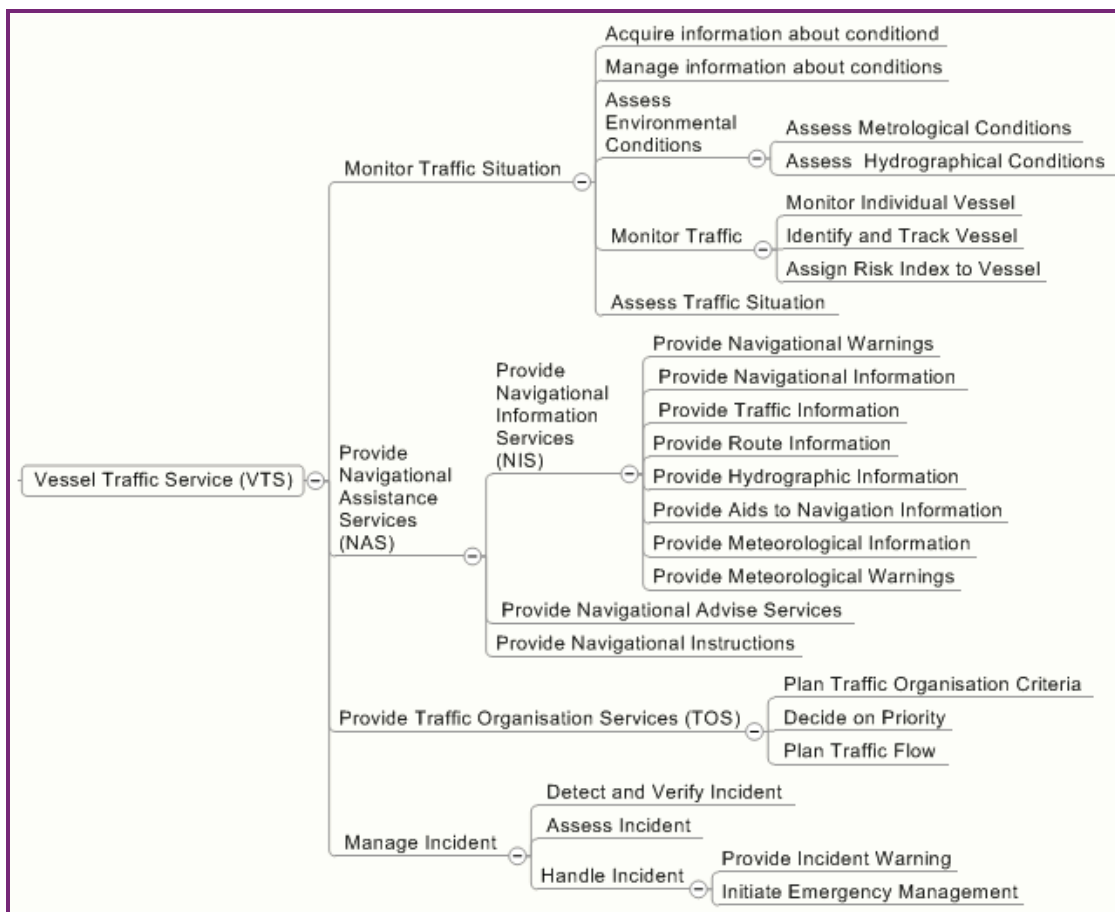 Acquire information about conditiond
Manage information about conditions
Assess
Environmental
Conditions
Assess Metrological Conditions
Assess Hydrographical Conditions
Monitor Traffic Situation
Monitor Individual Vessel
Monitor Traffic
Identify and Track Vessel
Assign Risk Index to Vessel
Assess Traffic Situation
Provide Navigational Warnings
Provide
Navigational
Information
Services
(NIS)
Provide Navigational Information
Provide Traffic Information
Provide Route Information
Provide Hydrographic Information
Provide Aids to Navigation Information
Provide Meteorological Information
Provide Meteorological Warnings
Vessel Traffic Service (VTS)
Provide
Navigational
Assistance
Services
(NAS)
Provide Navigational Advise Services
Provide Navigational Instructions
Plan Traffic Organisation Criteria
Provide Traffic Organisation Services (TOS)
Decide on Priority
Plan Traffic Flow
Detect and Verify Incident
Assess Incident
Manage Incident
Handle Incident
Provide Incident Warning
Initiate Emergency Management